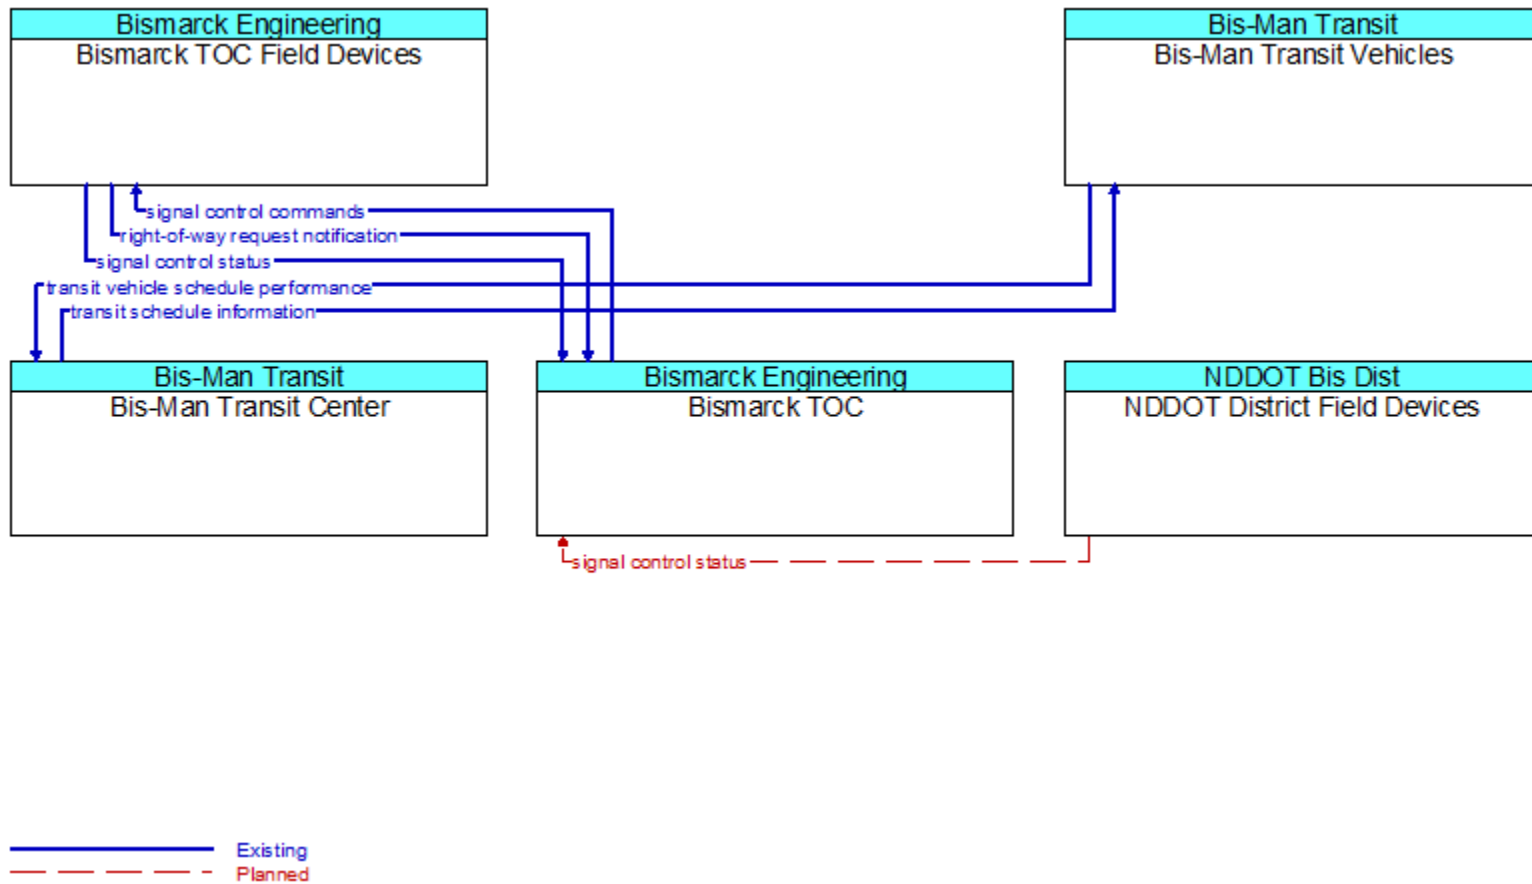 Bismarck Engineering
Bismarck TOC Field Devices
Bis-Man Transit
Bis-Man Transit Vehicles
signal control commands
right-of-way request notification
signal control status
transit vehicle schedule performance
transit schedule information
Bis-Man Transit
Bis-Man Transit Center
Bismarck Engineering
Bismarck TOC
NDDOT Bis Dist
NDDOT District Field Devices
signal control status
Existing
Planned